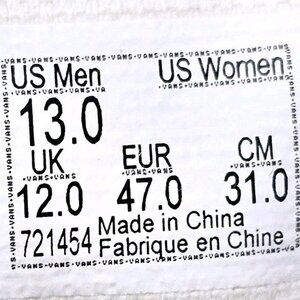 US Men US Women
13.0
UK EUR CM
12.0 47.0 31.0
721454 Made in China
Fabrique en Chine